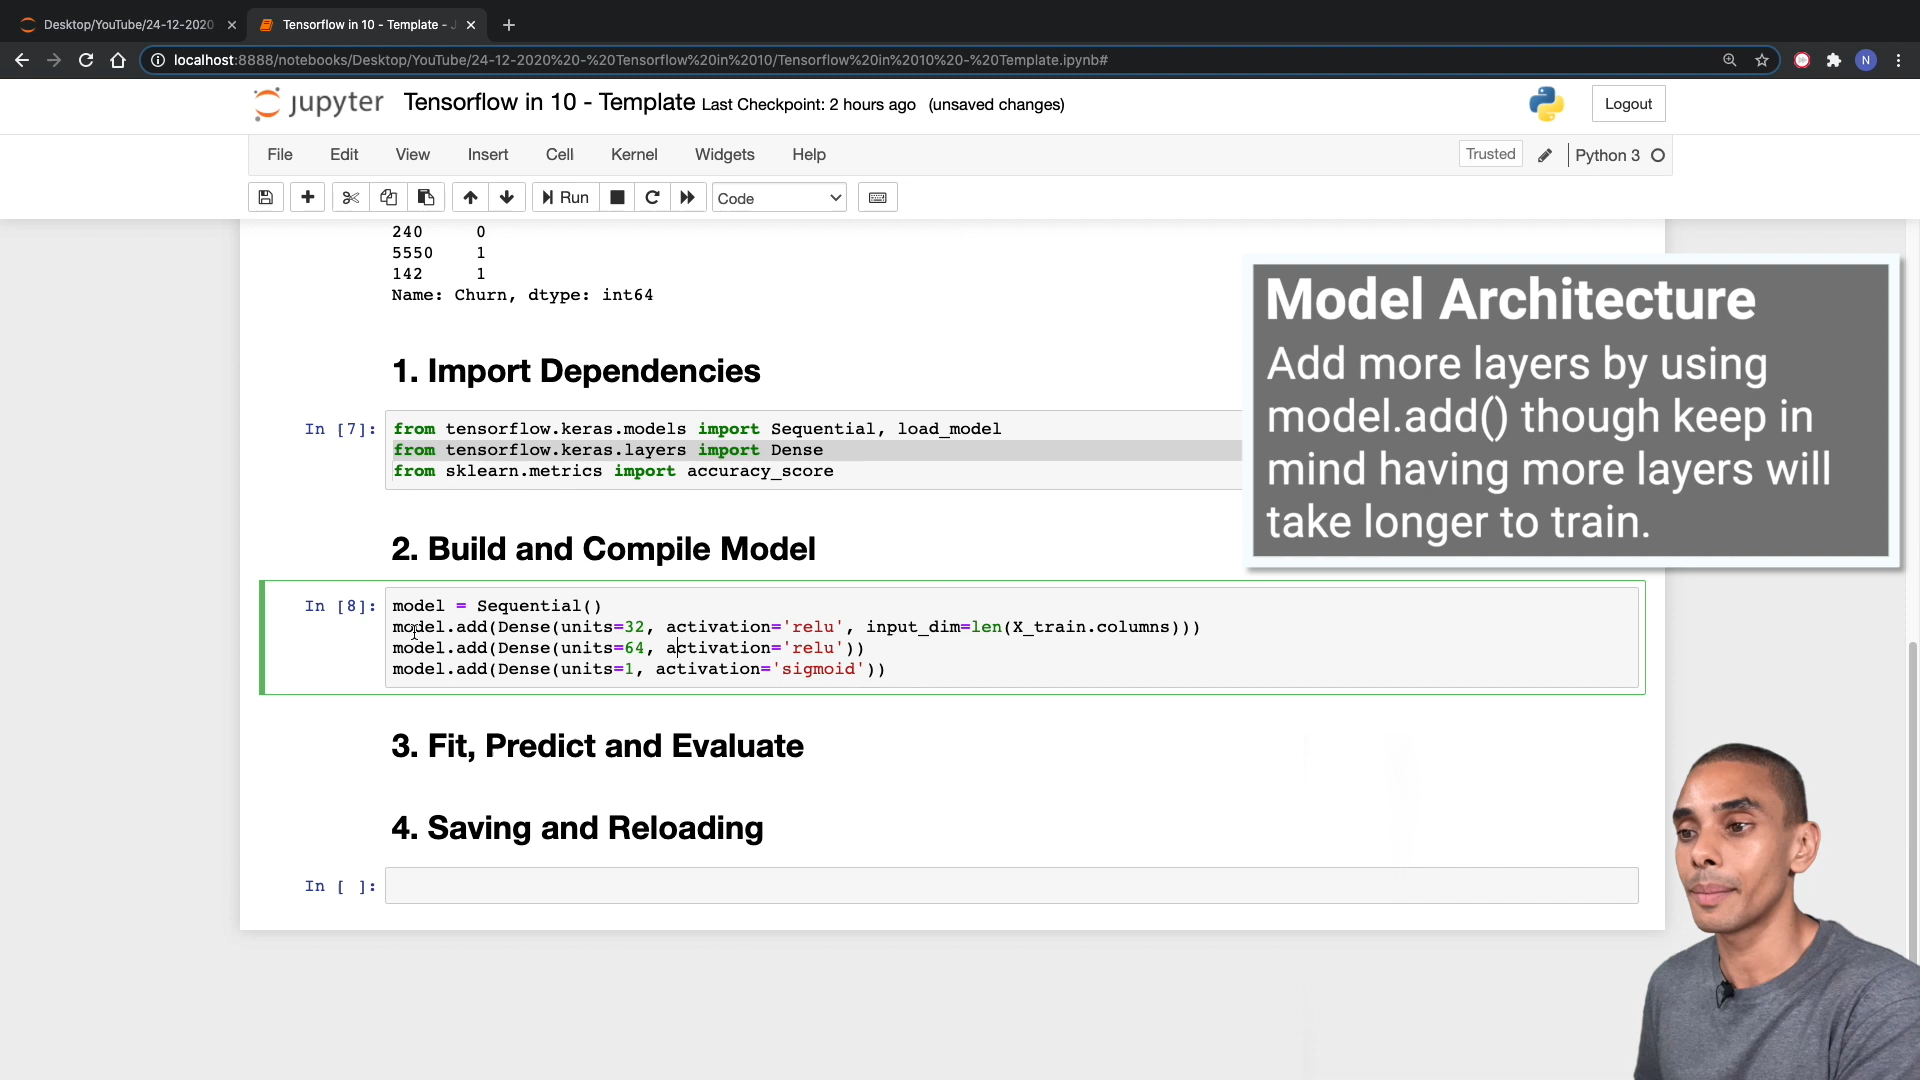 Desktop/YouTube/24-12-2020
Tensorflow in 10 - Template - J
localhost:8888/notebooks/Desktop/YouTube/24-12-2020%20-%20Tensorflow%20in%2010/Tensorflow%20in%2010%20-%20Template.ipynb#
N
jupyter Tensorflow in 10 - Template Last Checkpoint: 2 hours ago (unsaved changes)
Logout
File Edit View Insert Cell Kernel Widgets Help
Trusted
Python 3
Run
Code
240 0
5550 1
142 1
Name: Churn, dtype: int64
Model Architecture
Add more layers by using
model.add() though keep in
mind having more layers will
take longer to train.
1. Import Dependencies
In [7]:
from tensorflow.keras.models import Sequential, load_model
from tensorflow.keras.layers import Dense
from sklearn.metrics import accuracy_score
2. Build and Compile Model
In [8]:
model = Sequential()
model.add(Dense(units=32, activation='relu', input_dim=len(X_train.columns)))
model.add(Dense(units=64, activation='relu'))
model.add(Dense(units=1, activation='sigmoid'))
3. Fit, Predict and Evaluate
4. Saving and Reloading
In [ ]: